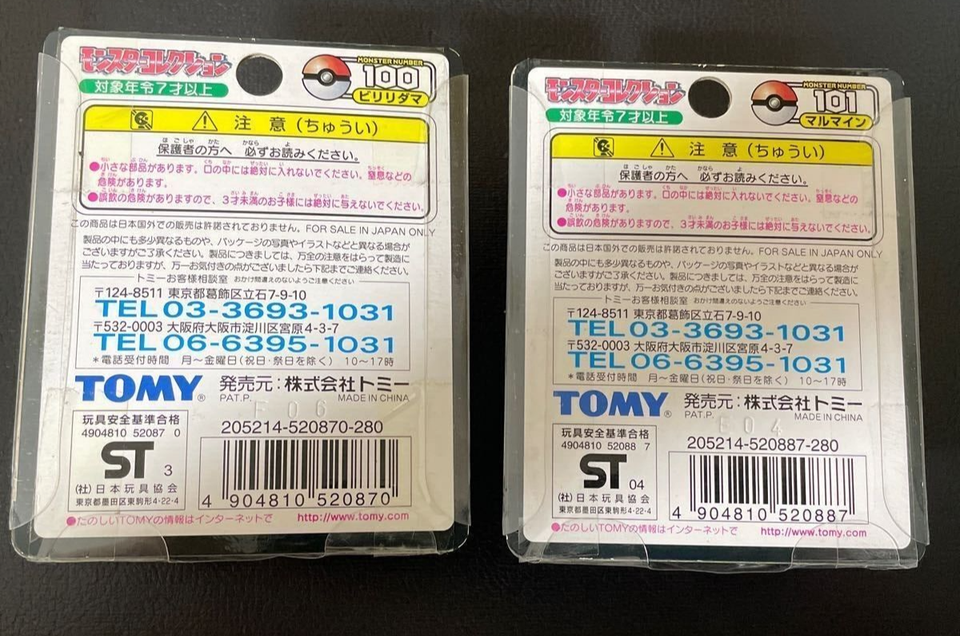 モンスターコレクション
対象年令7才以上
MONSTER NUMBER
100
ビリリダマ
注意(ちゅうい)
保護者の方へ 必ずお読みください。
●小さな部品があります。口の中には絶対に入れないでください。窒息などの
危険があります。
●誤飲の危険がありますので、3才未満のお子様には絶対に与えないでください。
この商品は日本国外での販売は許諾されておりません。FOR SALE IN JAPAN ONLY
製品の中にも多少異なるものや、パッケージの写真やイラストなどと異なる場合が
ございますがご了承ください。製品につきましては、万全の注意をはらって製造に
当たっておりますが、万一お気付きの点がございましたら下記までご連絡ください。
トミーお客様相談室 おかけ間違えのないようご注意ください
〒124-8511 東京都葛飾区立石7-9-10
TEL 03-3693-1031
〒532-0003 大阪府大阪市淀川区宮原4-3-7
TEL 06-6395-1031
*電話受付時間 月〜金曜日(祝日・祭日を除く) 10〜17時
TOMY® 発売元:株式会社トミー
PAT.P. MADE IN CHINA
F06
玩具安全基準合格
4904810 52087 0
ST 3
(社)日本玩具協会
東京都墨田区東駒形4-22-4
205214-520870-280
4 904810 520870
●たのしいTOMYの情報はインターネットで http://www.tomy.com
モンスターコレクション
対象年令7才以上
MONSTER NUMBER
101
マルマイン
注意(ちゅうい)
保護者の方へ 必ずお読みください。
●小さな部品があります。口の中には絶対に入れないでください。窒息などの
危険があります。
●誤飲の危険がありますので、3才未満のお子様には絶対に与えないでください。
この商品は日本国外での販売は許諾されておりません。FOR SALE IN JAPAN ONLY
製品の中にも多少異なるものや、パッケージの写真やイラストなどと異なる場合が
ございますがご了承ください。製品につきましては、万全の注意をはらって製造に
当たっておりますが、万一お気付きの点がございましたら下記までご連絡ください。
トミーお客様相談室 おかけ間違えのないようご注意ください
〒124-8511 東京都葛飾区立石7-9-10
TEL 03-3693-1031
〒532-0003 大阪府大阪市淀川区宮原4-3-7
TEL 06-6395-1031
*電話受付時間 月〜金曜日(祝日・祭日を除く) 10〜17時
TOMY® 発売元:株式会社トミー
PAT.P. MADE IN CHINA
E04
玩具安全基準合格
4904810 52088 7
ST 04
(社)日本玩具協会
東京都墨田区東駒形4-22-4
205214-520887-280
4 904810 520887
●たのしいTOMYの情報はインターネットで http://www.tomy.com